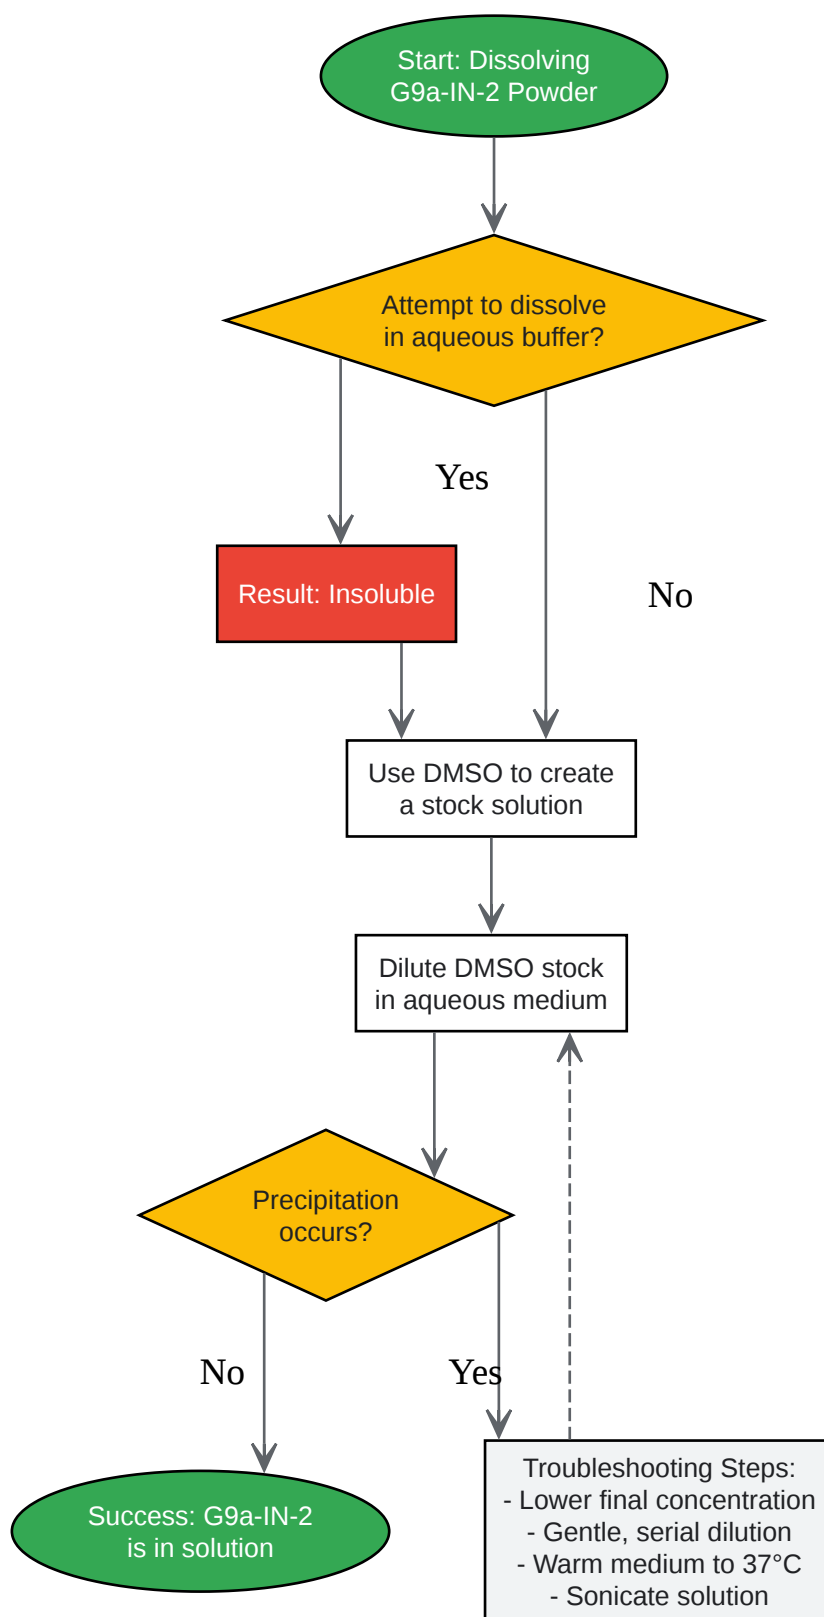 Start: Dissolving
G9a-IN-2 Powder
Attempt to dissolve
in aqueous buffer?
Yes
Result: Insoluble
No
Use DMSO to create
a stock solution
Dilute DMSO stock
in aqueous medium
Precipitation
occurs?
No
Yes
Success: G9a-IN-2
is in solution
Troubleshooting Steps:
- Lower final concentration
- Gentle, serial dilution
- Warm medium to 37°C
- Sonicate solution